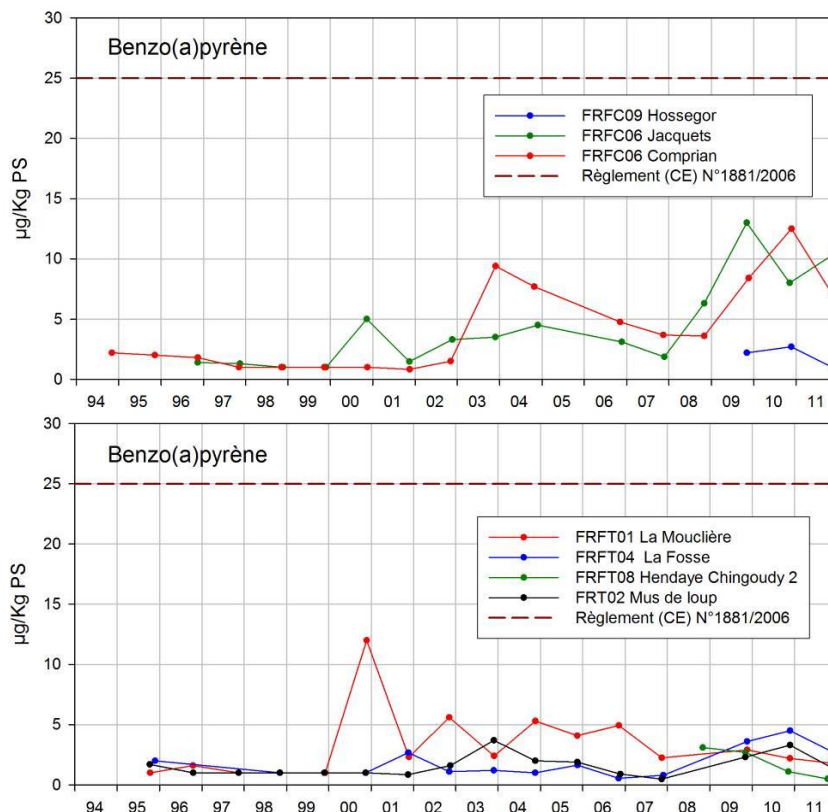 30
Benzo(a)pyrène
25
FRFC09 Hossegor
20
FRFC06 Jacquets
FRFC06 Comprian
Règlement (CE) N°1881/2006
µg/Kg PS
15
10
5
0
94 95 96 97 98 99 00 01 02 03 04 05 06 07 08 09 10 11
30
Benzo(a)pyrène
25
FRFT01 La Mouclière
20
FRFT04 La Fosse
FRFT08 Hendaye Chingoudy 2
FRT02 Mus de loup
Règlement (CE) N°1881/2006
µg/Kg PS
15
10
5
0
94 95 96 97 98 99 00 01 02 03 04 05 06 07 08 09 10 11